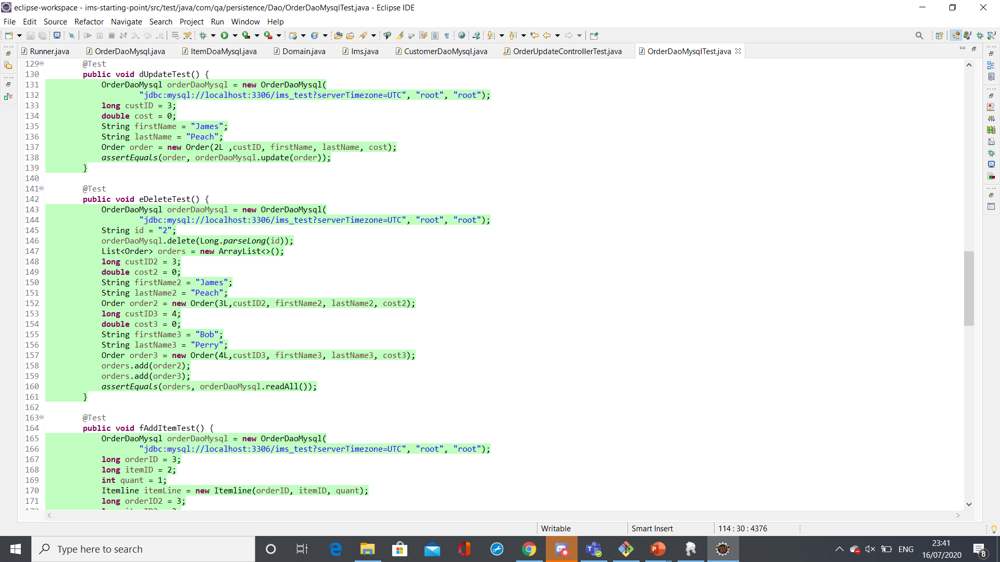 eclipse-workspace - ims-starting-point/src/test/java/com/qa/persistence/Dao/OrderDaoMysqlTest.java - Eclipse IDE
File Edit Source Refactor Navigate Search Project Run Window Help
Runner.java OrderDaoMysql.java ItemDoaMysql.java Domain.java Ims.java CustomerDaoMysql.java OrderUpdateControllerTest.java OrderDaoMysqlTest.java
129 @Test
130 public void dUpdateTest() {
131 OrderDaoMysql orderDaoMysql = new OrderDaoMysql(
132 "jdbc:mysql://localhost:3306/ims_test?serverTimezone=UTC", "root", "root");
133 long custID = 3;
134 double cost = 0;
135 String firstName = "James";
136 String lastName = "Peach";
137 Order order = new Order(2L ,custID, firstName, lastName, cost);
138 assertEquals(order, orderDaoMysql.update(order));
139 }
140
141 @Test
142 public void eDeleteTest() {
143 OrderDaoMysql orderDaoMysql = new OrderDaoMysql(
144 "jdbc:mysql://localhost:3306/ims_test?serverTimezone=UTC", "root", "root");
145 String id = "2";
146 orderDaoMysql.delete(Long.parseLong(id));
147 List<Order> orders = new ArrayList<>();
148 long custID2 = 3;
149 double cost2 = 0;
150 String firstName2 = "James";
151 String lastName2 = "Peach";
152 Order order2 = new Order(3L,custID2, firstName2, lastName2, cost2);
153 long custID3 = 4;
154 double cost3 = 0;
155 String firstName3 = "Bob";
156 String lastName3 = "Perry";
157 Order order3 = new Order(4L,custID3, firstName3, lastName3, cost3);
158 orders.add(order2);
159 orders.add(order3);
160 assertEquals(orders, orderDaoMysql.readAll());
161 }
162
163 @Test
164 public void fAddItemTest() {
165 OrderDaoMysql orderDaoMysql = new OrderDaoMysql(
166 "jdbc:mysql://localhost:3306/ims_test?serverTimezone=UTC", "root", "root");
167 long orderID = 3;
168 long itemID = 2;
169 int quant = 1;
170 Itemline itemLine = new Itemline(orderID, itemID, quant);
171 long orderID2 = 3;
Writable Smart Insert 114 : 30 : 4376
Type here to search
ENG
23:41
16/07/2020
8